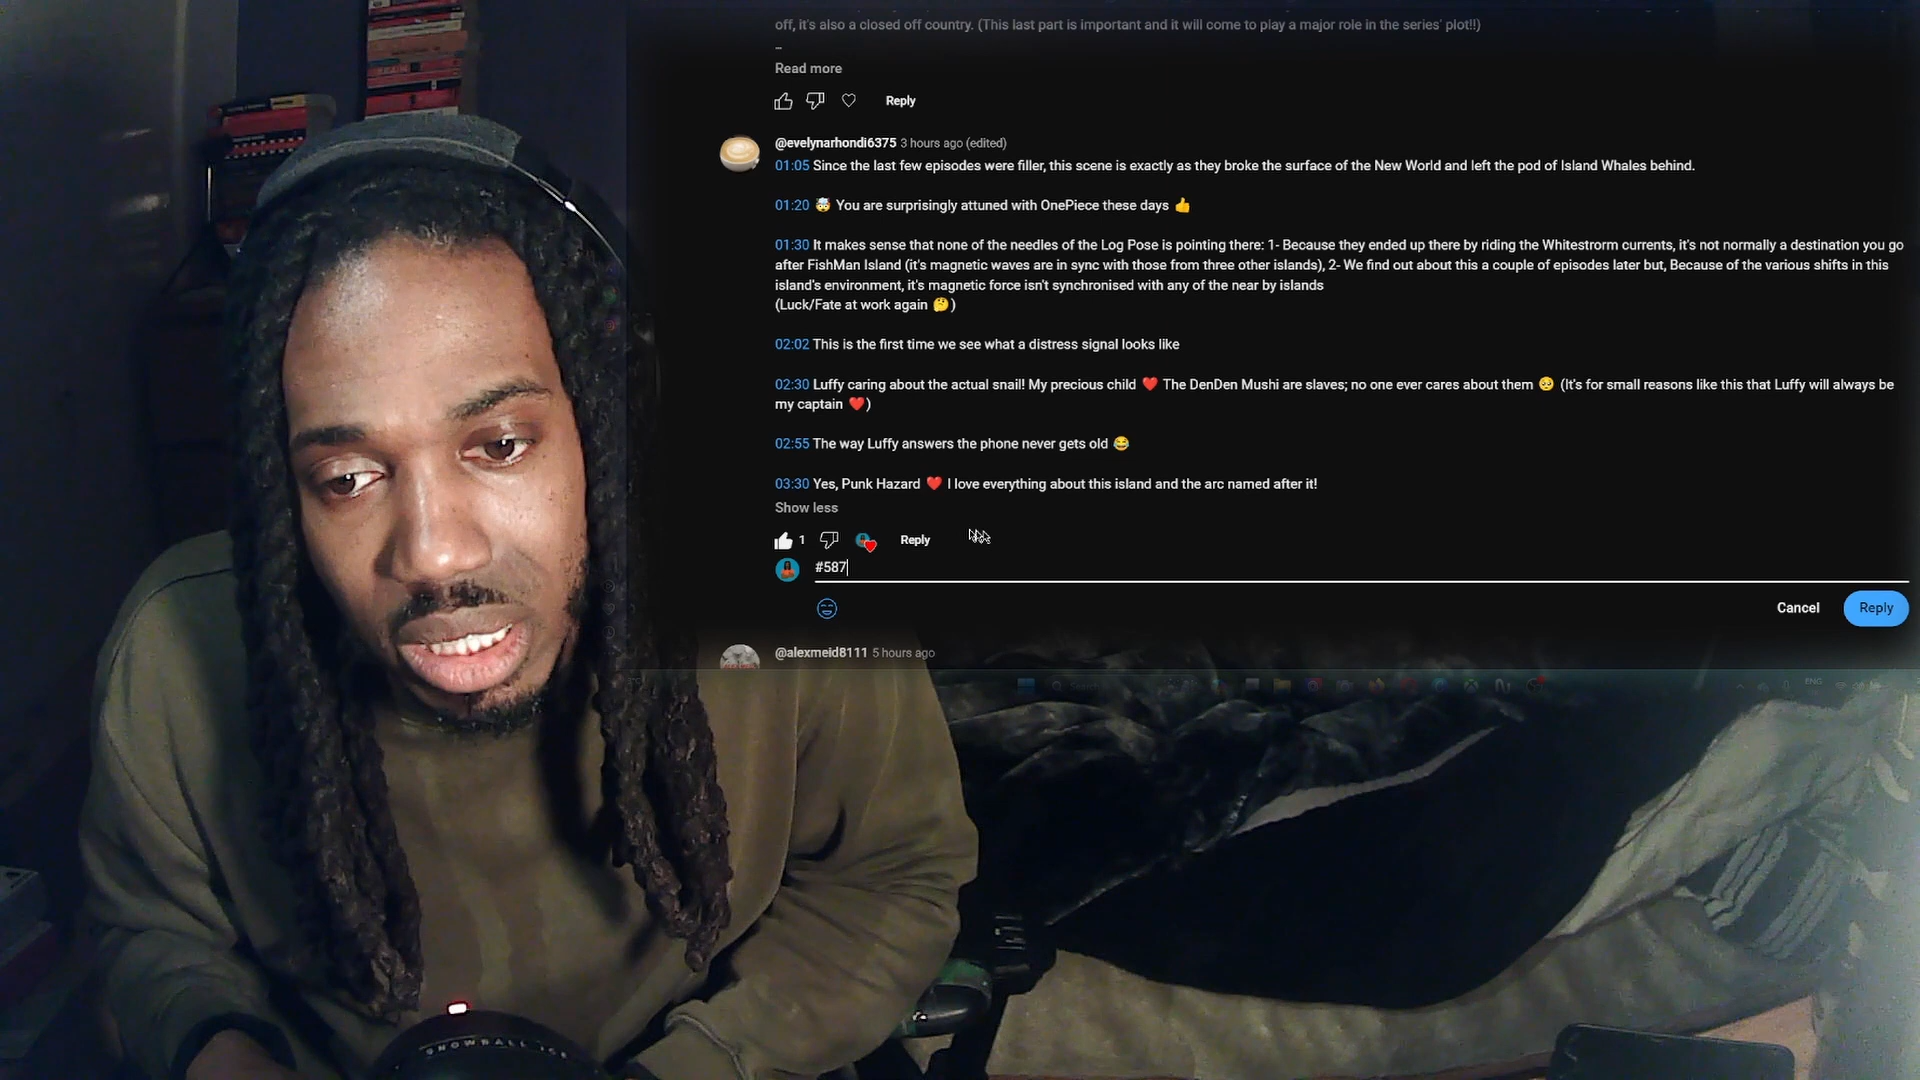 off, it's also a closed off country. (This last part is important and it will come to play a major role in the series' plot!!)
–
Read more
Reply
@evelynarhondi6375 3 hours ago (edited)
01:05 Since the last few episodes were filler, this scene is exactly as they broke the surface of the New World and left the pod of Island Whales behind.
01:20 🤯 You are surprisingly attuned with OnePiece these days 👍
01:30 It makes sense that none of the needles of the Log Pose is pointing there: 1- Because they ended up there by riding the Whitestrorm currents, it's not normally a destination you go
after FishMan Island (it's magnetic waves are in sync with those from three other islands), 2- We find out about this a couple of episodes later but, Because of the various shifts in this
island's environment, it's magnetic force isn't synchronised with any of the near by islands
(Luck/Fate at work again 🤔)
02:02 This is the first time we see what a distress signal looks like
02:30 Luffy caring about the actual snail! My precious child ❤️ The DenDen Mushi are slaves; no one ever cares about them 🥺 (It's for small reasons like this that Luffy will always be
my captain ❤️)
02:55 The way Luffy answers the phone never gets old 😂
03:30 Yes, Punk Hazard ❤️ I love everything about this island and the arc named after it!
Show less
1 Reply
#587
Cancel Reply
@alexmeid8111 5 hours ago
ENG
SNOWBALL ICE